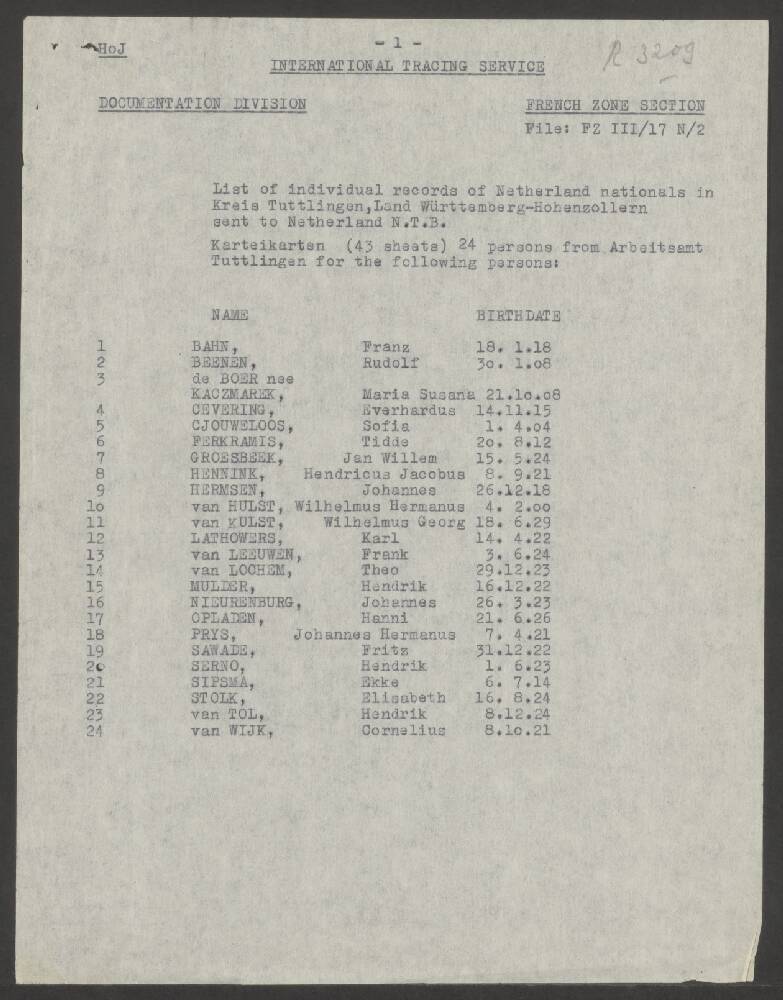 HoJ
- 1 -
R 3209
INTERNATIONAL TRACING SERVICE
DOCUMENTATION DIVISION
FRENCH ZONE SECTION
File: FZ III/17 N/2
List of individual records of Netherland nationals in
Kreis Tuttlingen,Land Württemberg-Hohenzollern
sent to Netherland N.T.B.
Karteikarten (43 sheets) 24 persons from Arbeitsamt
Tuttlingen for the following persons:
NAME BIRTHDATE
1 BAHN, Franz 18. 1.18
2 BEENEN, Rudolf 3o. 1.o8
3 de BOER nee
KACZMAREK, Maria Susana 21.1o.o8
4 CEVERING, Everhardus 14.11.15
5 CJOUWELOOS, Sofia 1. 4.o4
6 FERKRAMIS, Tidde 2o. 8.12
7 GROESBEEK, Jan Willem 15. 5.24
8 HENNINK, Hendricus Jacobus 8. 9.21
9 HERMSEN, Johannes 26.12.18
1o van HULST, Wilhelmus Hermanus 4. 2.oo
11 van KULST, Wilhelmus Georg 18. 6.29
12 LATHOWERS, Karl 14. 4.22
13 van LEEUWEN, Frank 3. 6.24
14 van LOCHEM, Theo 29.12.23
15 MULDER, Hendrik 16.12.22
16 NIEURENBURG, Johannes 26. 3.23
17 OPLADEN, Hanni 21. 6.26
18 PRYS, Johannes Hermanus 7. 4.21
19 SAWADE, Fritz 31.12.22
2o SERNO, Hendrik 1. 6.23
21 SIPSMA, Ekke 6. 7.14
22 STOLK, Elisabeth 16. 8.24
23 van TOL, Hendrik 8.12.24
24 van WIJK, Cornelius 8.1o.21